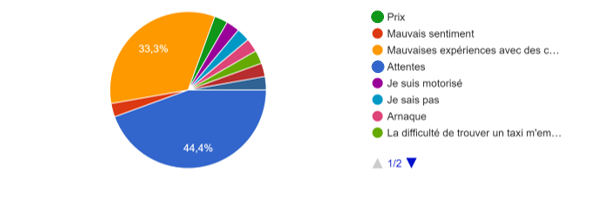 33,3%
44,4%
Prix
Mauvais sentiment
Mauvaises expériences avec des c…
Attentes
Je suis motorisé
Je sais pas
Arnaque
La difficulté de trouver un taxi m'em…
1/2